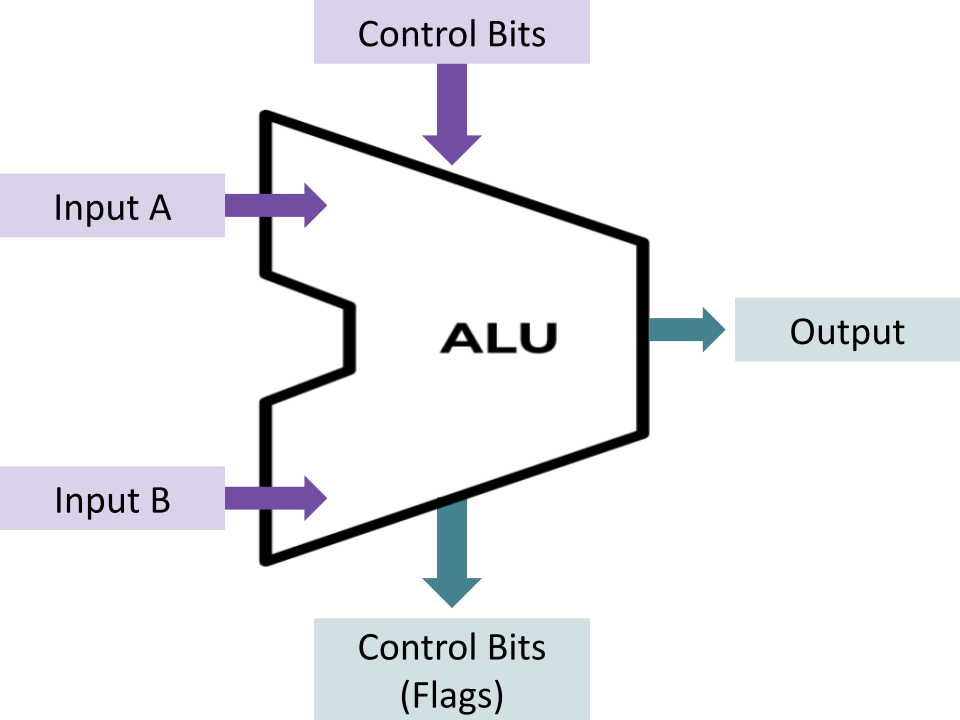 Control Bits
Input A
ALU
Output
Input B
Control Bits
(Flags)